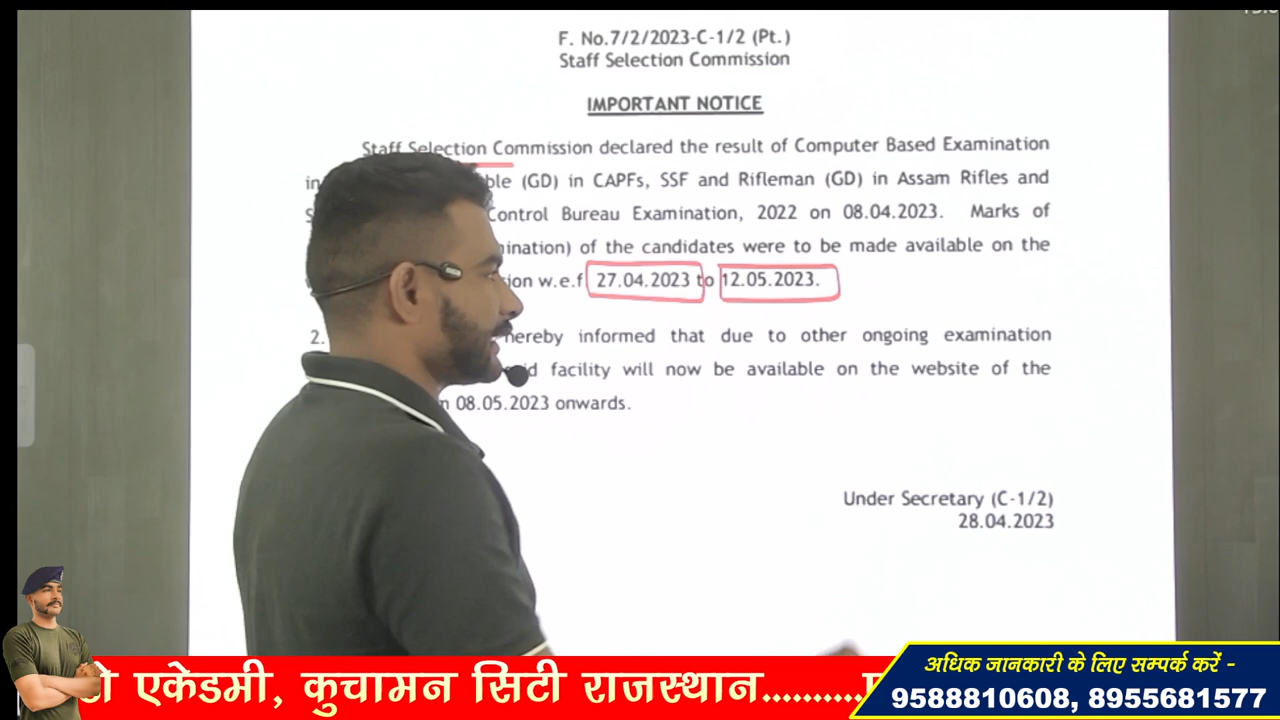 F. No.7/2/2023-C-1/2 (Pt.)
Staff Selection Commission
IMPORTANT NOTICE
Staff Selection Commission declared the result of Computer Based Examination
(GD) in CAPFs, SSF and Rifleman (GD) in Assam Rifles and
Control Bureau Examination, 2022 on 08.04.2023. Marks of
of the candidates were to be made available on the
w.e.f 27.04.2023 to 12.05.2023.
2. hereby informed that due to other ongoing examination
facility will now be available on the website of the
08.05.2023 onwards.
Under Secretary (C-1/2)
28.04.2023
एकेडमी, कुचामन सिटी राजस्थान.........
अधिक जानकारी के लिए सम्पर्क करें -
9588810608, 8955681577